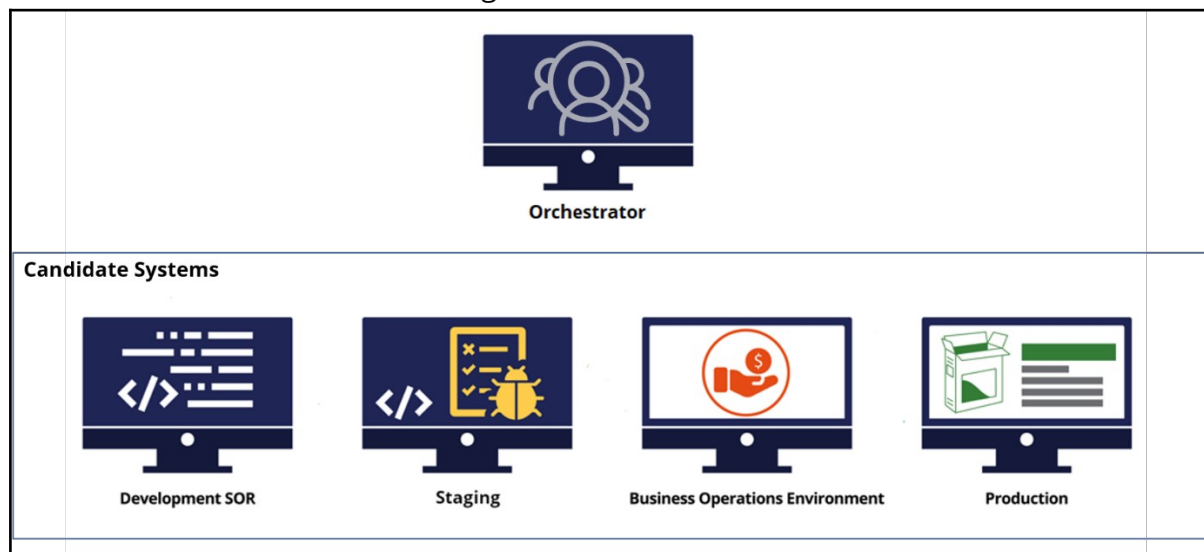 Orchestrator
Candidate Systems
</>
</>
$
Development SOR
Staging
Business Operations Environment
Production